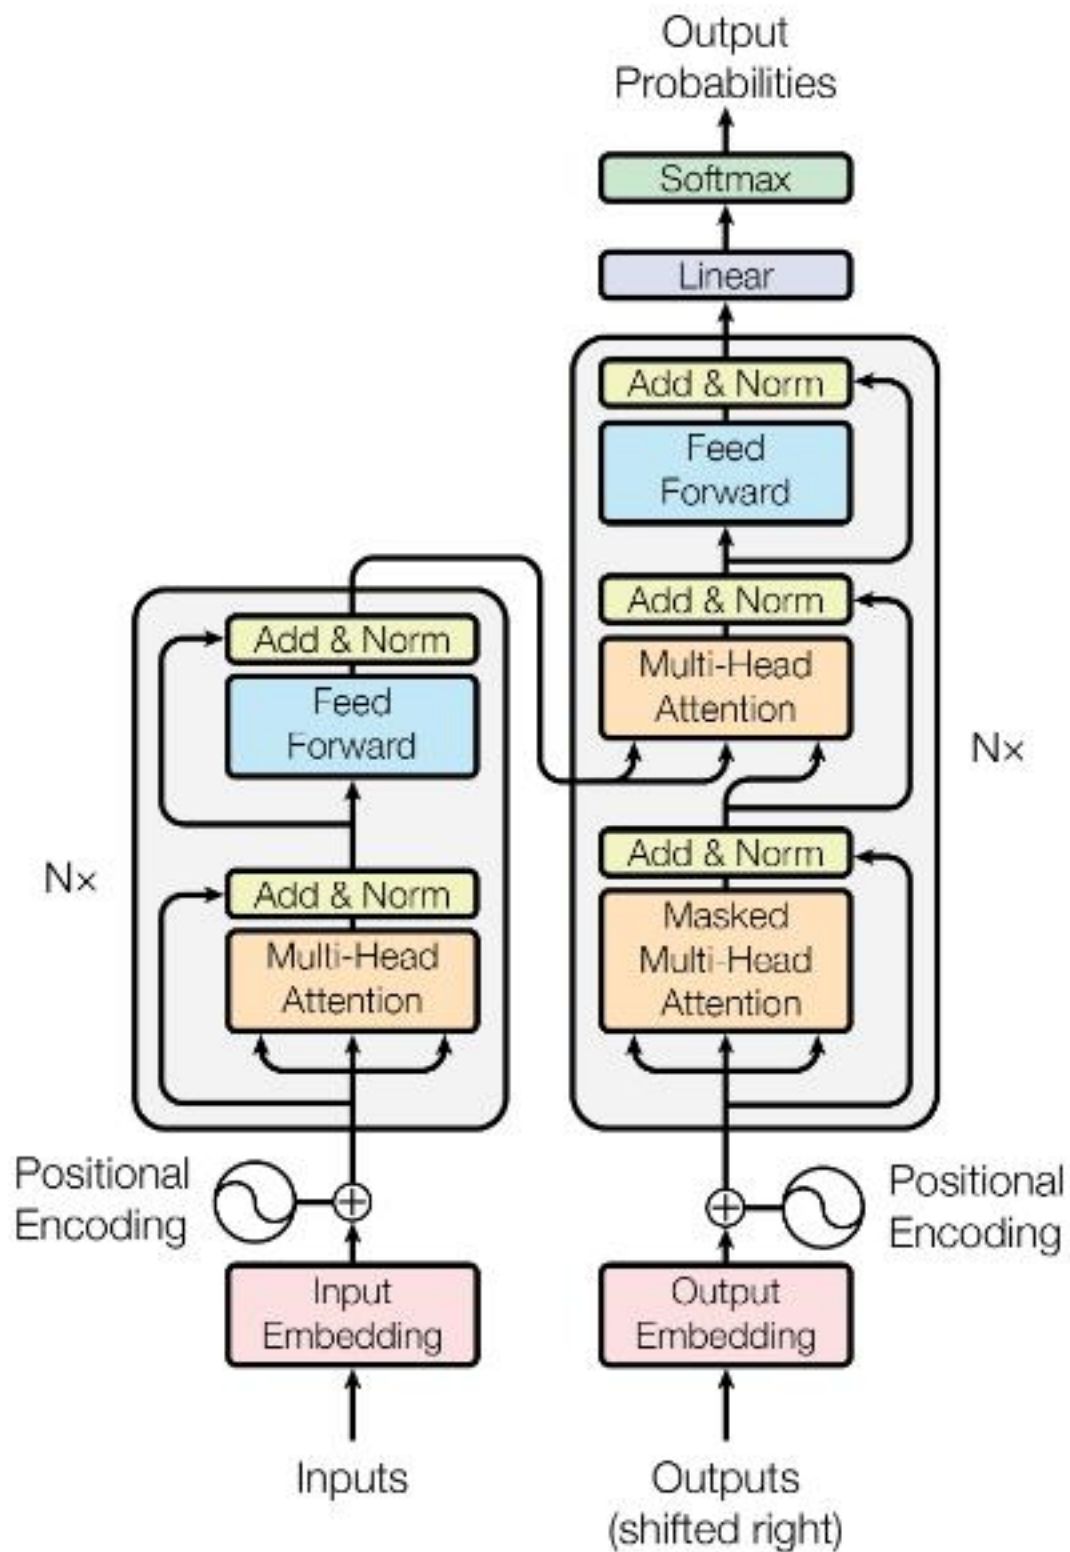 Output
Probabilities
Softmax
Linear
Add & Norm
Feed
Forward
Add & Norm
Multi-Head
Attention
Nx
Add & Norm
Masked
Multi-Head
Attention
Add & Norm
Feed
Forward
Nx
Add & Norm
Multi-Head
Attention
Positional
Encoding
Positional
Encoding
Input
Embedding
Output
Embedding
Inputs
Outputs
(shifted right)